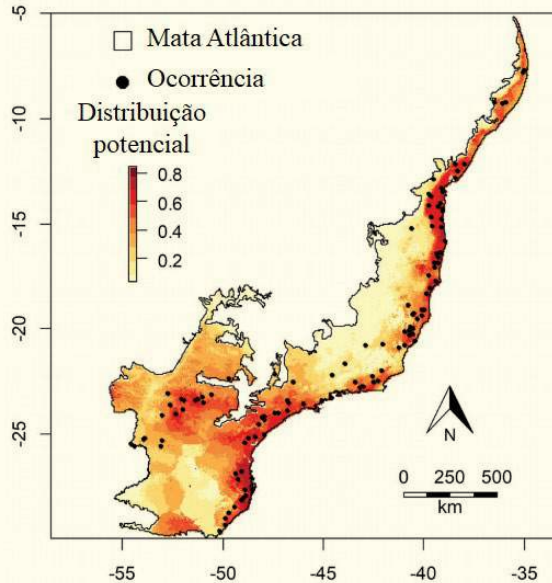 -5
-10
-15
-20
-25
Mata Atlântica
Ocorrência
Distribuição
potencial
0.8
0.6
0.4
0.2
N
0 250 500
km
-55 -50 -45 -40 -35